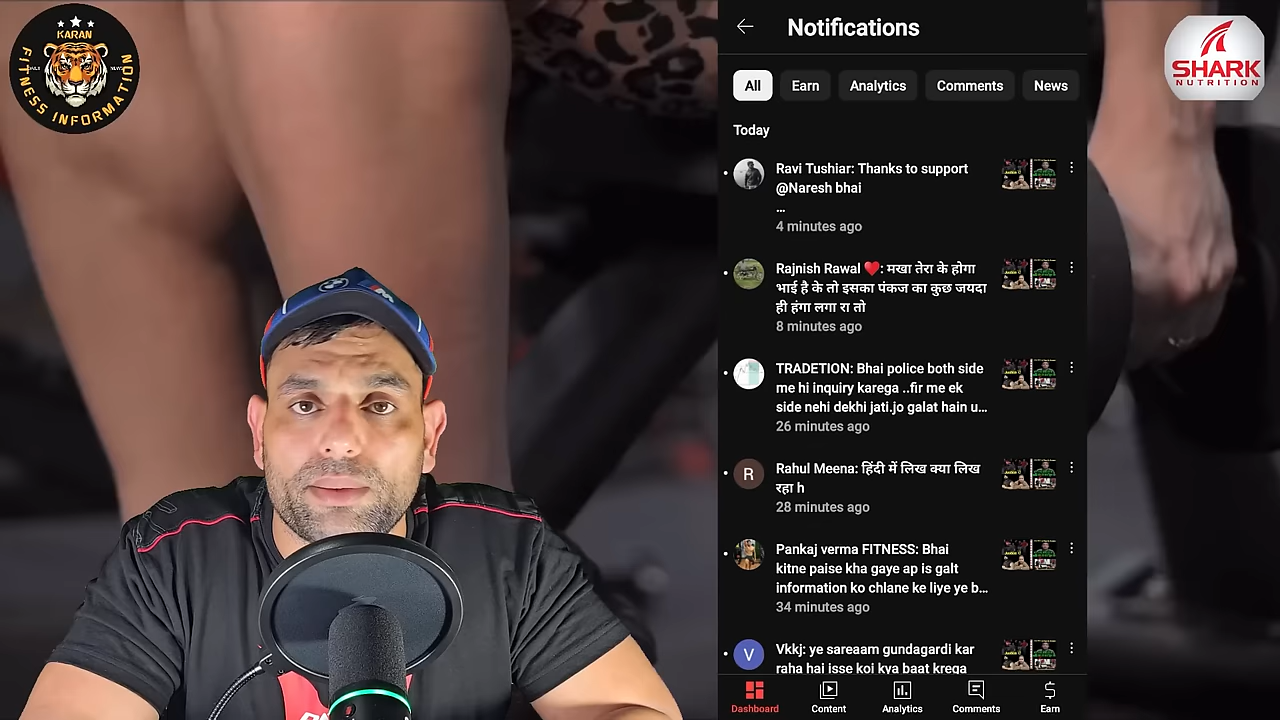 KARAN
FITNESS INFORMATION
SHARK
NUTRITION
Notifications
All
Earn
Analytics
Comments
News
Today
Ravi Tushiar: Thanks to support
@Naresh bhai
...
4 minutes ago
Rajnish Rawal ❤️: मखा तेरा के होगा
भाई है के तो इसका पंकज का कुछ जयदा
ही हंगा लगा रा तो
8 minutes ago
TRADETION: Bhai police both side
me hi inquiry karega ..fir me ek
side nehi dekhi jati.jo galat hain u...
26 minutes ago
R
Rahul Meena: हिंदी में लिख क्या लिख
रहा h
28 minutes ago
Pankaj verma FITNESS: Bhai
kitne paise kha gaye ap is galt
information ko chlane ke liye ye b...
34 minutes ago
V
Vkkj: ye sareaam gundagardi kar
raha hai isse koi kya baat krega
Dashboard
Content
Analytics
Comments
Earn